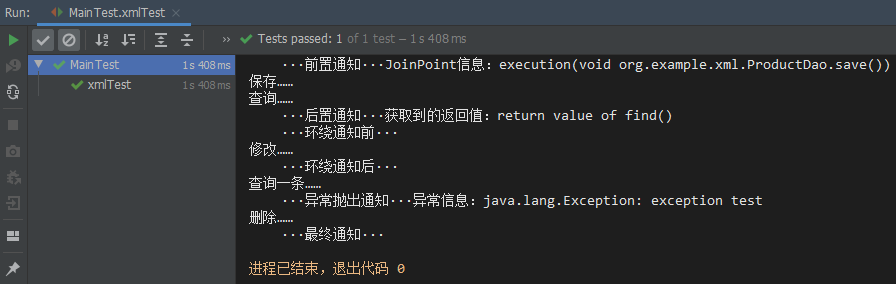 Run: MainTest.xmlTest ×
Tests passed: 1 of 1 test – 1 s 408 ms
MainTest 1 s 408 ms
xmlTest 1 s 408 ms
···前置通知···JoinPoint信息：execution(void org.example.xml.ProductDao.save())
保存……
查询……
···后置通知···获取到的返回值：return value of find()
···环绕通知前···
修改……
···环绕通知后···
查询一条……
···异常抛出通知···异常信息：java.lang.Exception: exception test
删除……
···最终通知···
进程已结束，退出代码 0